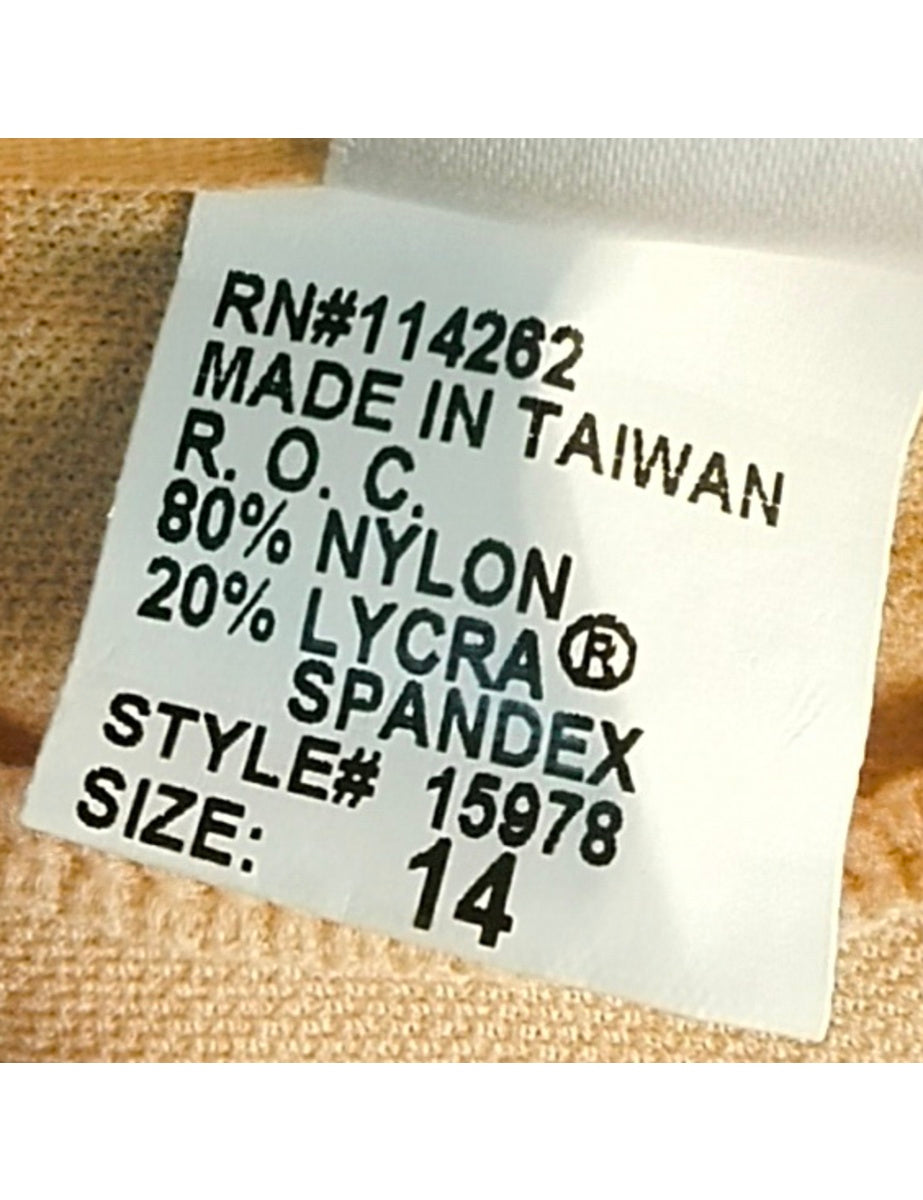 RN#114262
MADE IN TAIWAN
R. O. C.
80% NYLON
20% LYCRA®
SPANDEX
STYLE# 15978
SIZE: 14